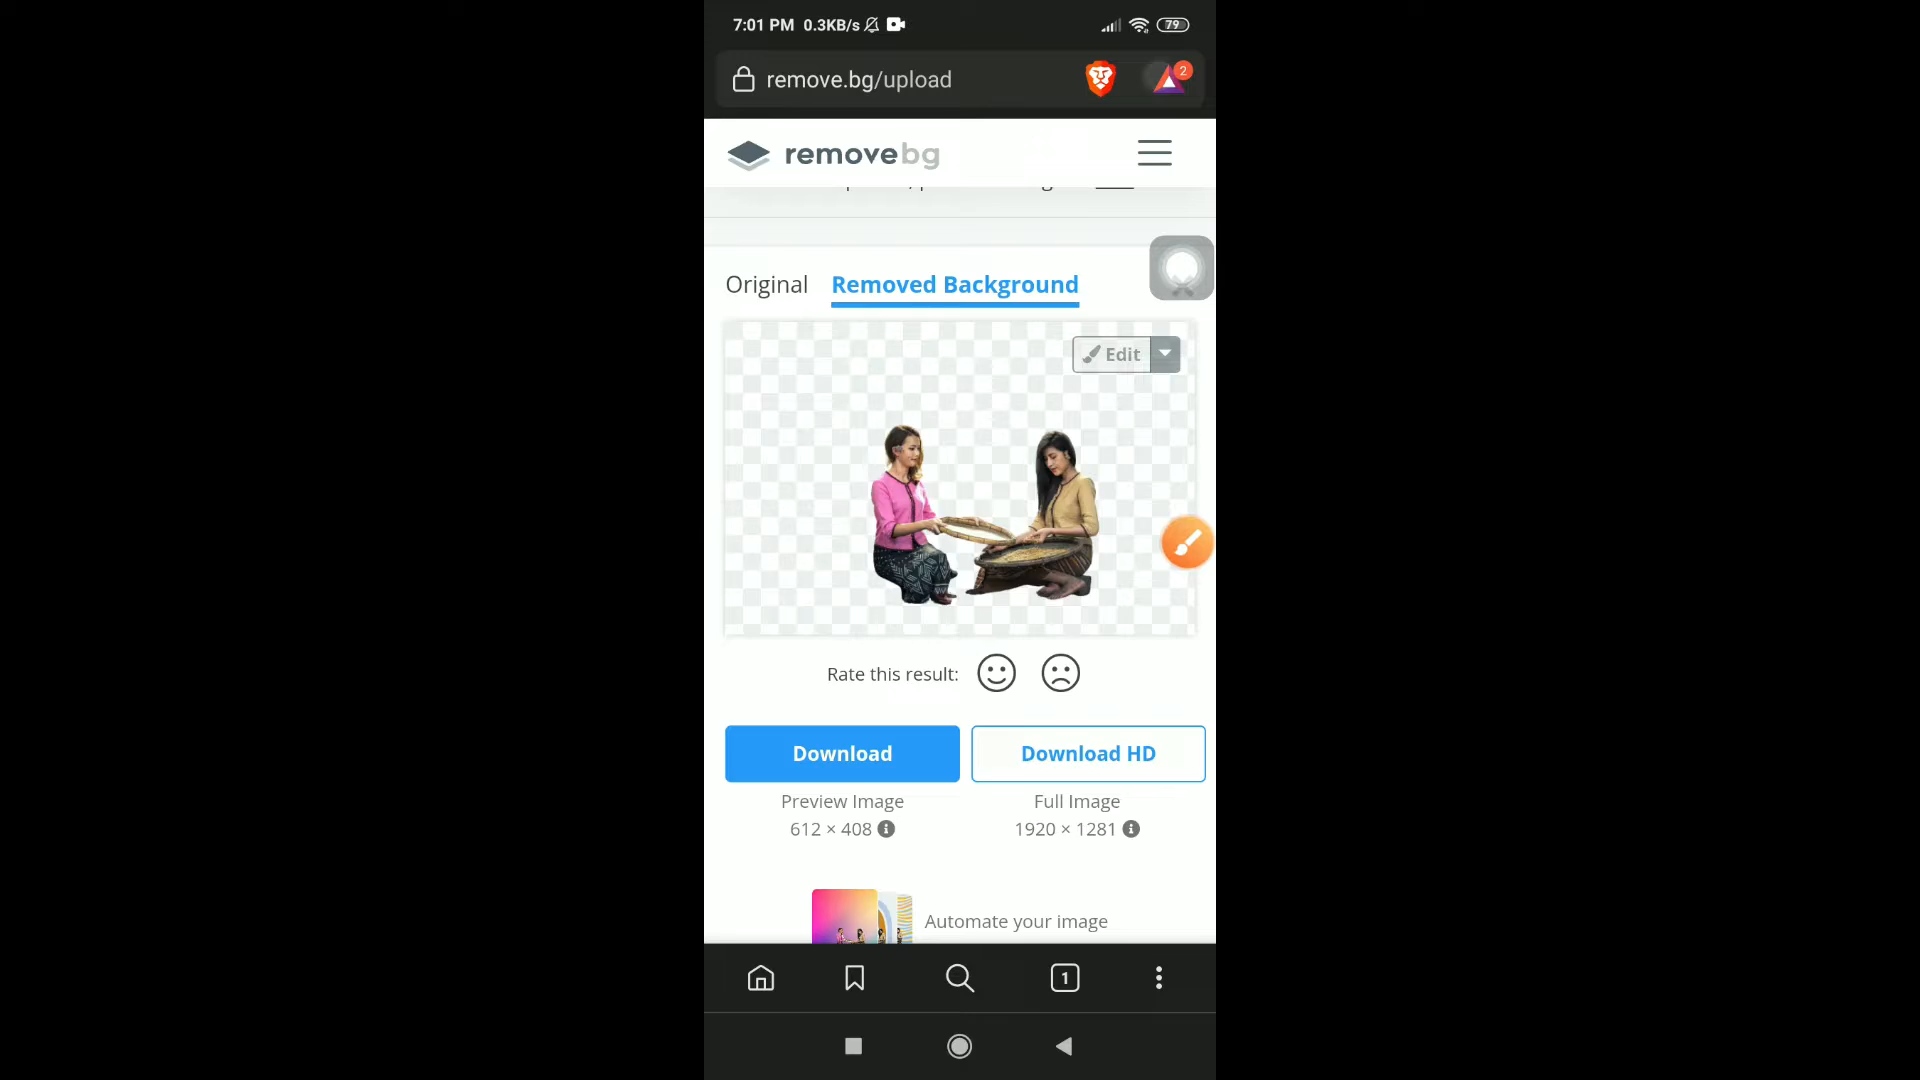 7:01 PM 0.3KB/s 79
remove.bg/upload 2
removebg
Original Removed Background
Edit
Rate this result:
Download Download HD
Preview Image Full Image
612 × 408 1920 × 1281
Automate your image
1